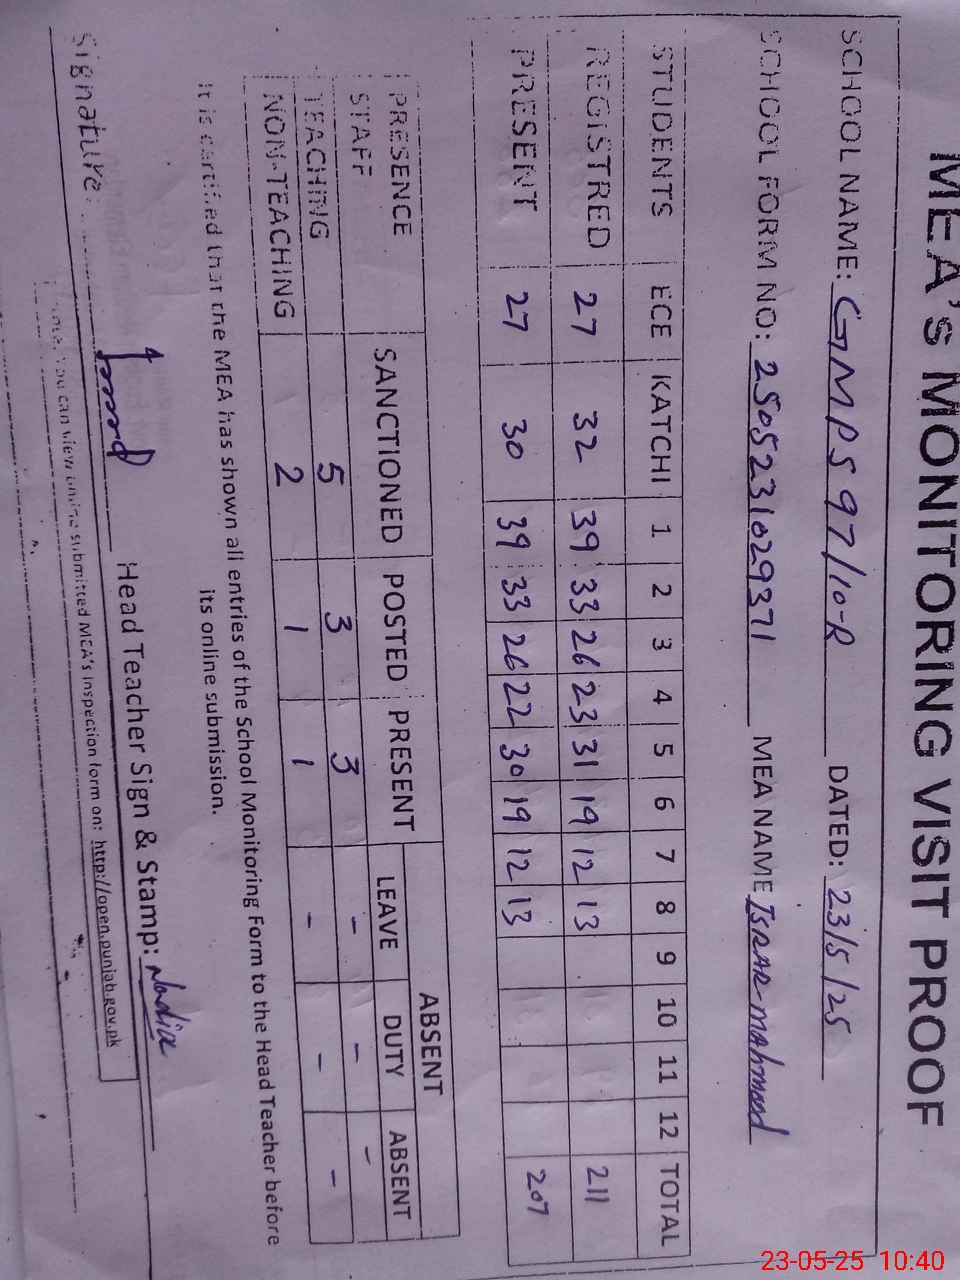 MEA's MONITORING VISIT PROOF
SCHOOL NAME: GMPS 97/10-R DATED: 23/5/25
SCHOOL FORM NO: 2505231029371 MEA NAME ISRAR mahmood
STUDENTS ECE KATCHI 1 2 3 4 5 6 7 8 9 10 11 12 TOTAL
REGISTRED 27 32 39 33 26 23 31 19 12 13 211
PRESENT 27 30 39 33 26 22 30 19 12 13 207
PRESENCE SANCTIONED POSTED PRESENT ABSENT
STAFF LEAVE DUTY ABSENT
TEACHING 5 3 3 - - -
NON-TEACHING 2 1 1 - - -
It is certified that the MEA has shown all entries of the School Monitoring Form to the Head Teacher before
its online submission.
Signature: Head Teacher Sign & Stamp: Nadia
you can view online submitted MEA's inspection form on: http://open.punjab.gov.pk
23-05-25 10:40